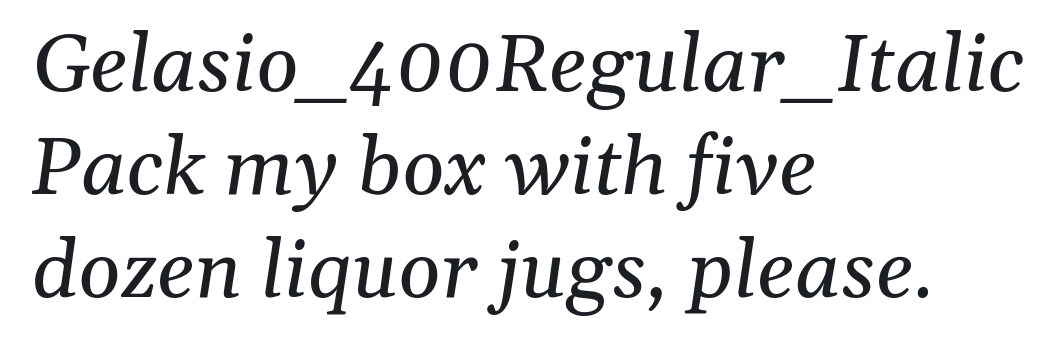 Gelasio_400Regular_Italic
Pack my box with five
dozen liquor jugs, please.